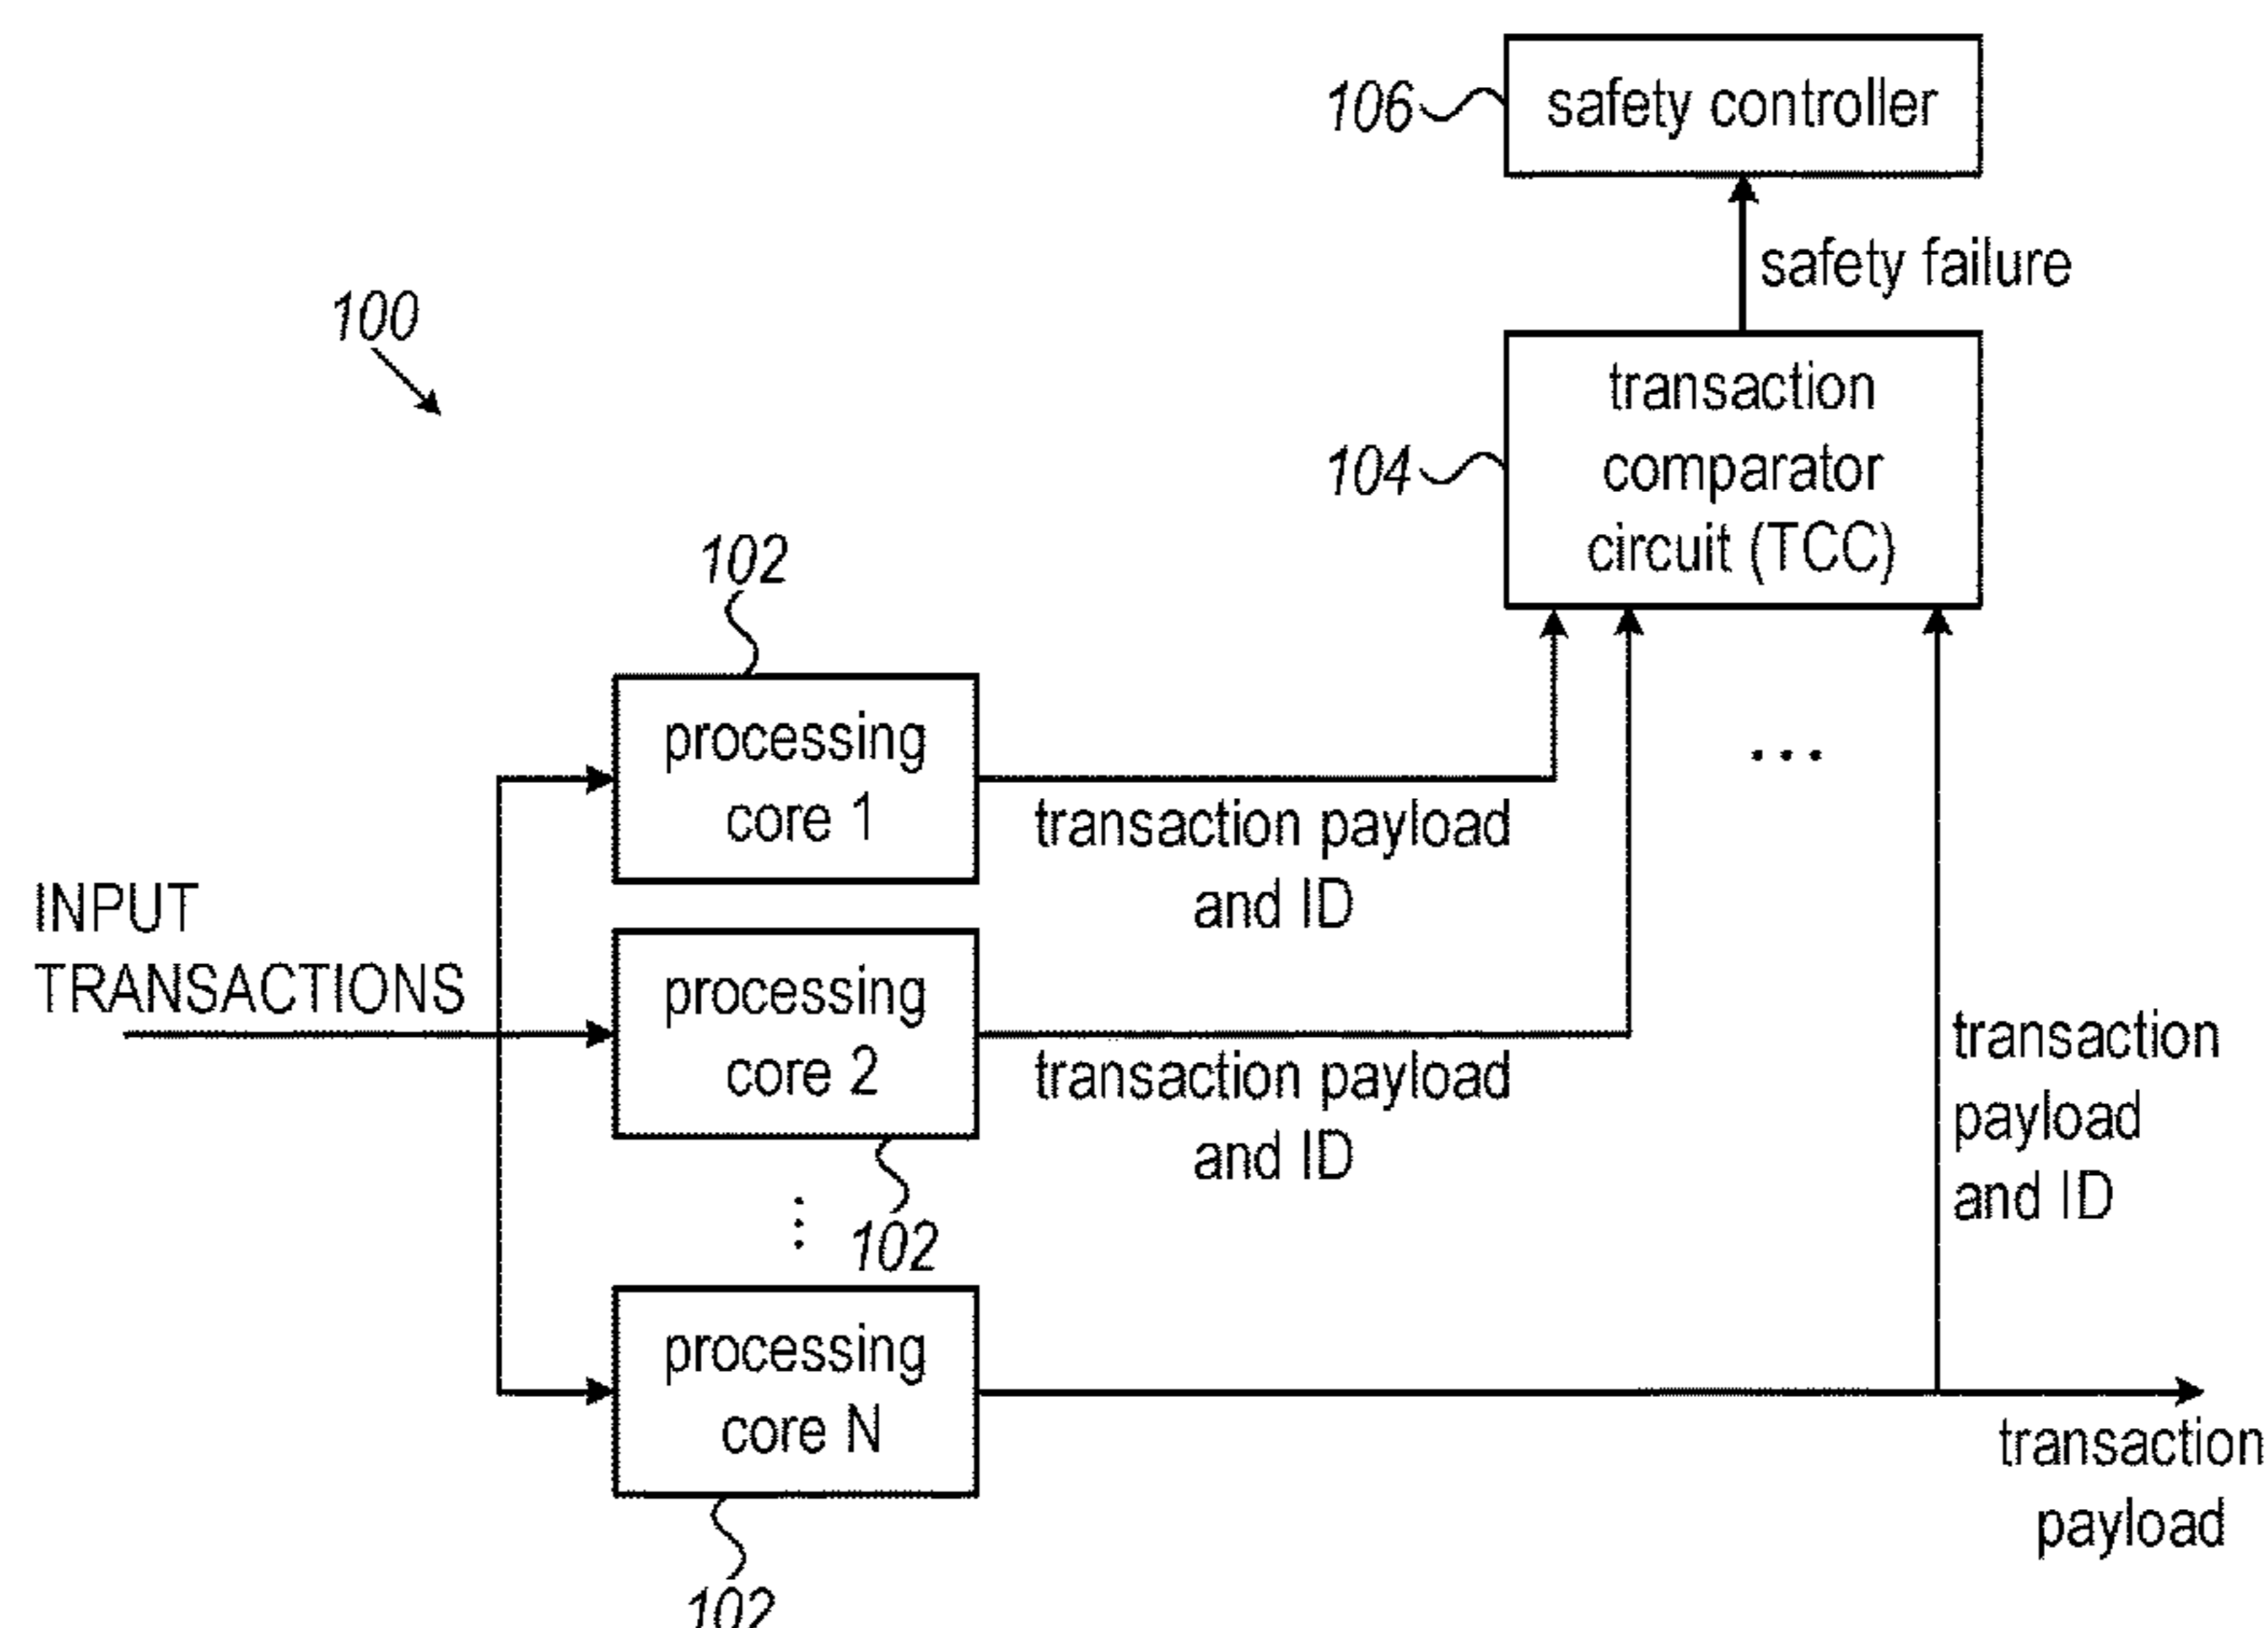 106
safety controller
safety failure
100
transaction
104
comparator
circuit (TCC)
102
processing
core 1
transaction payload
and ID
INPUT
TRANSACTIONS
processing
core 2
transaction payload
and ID
transaction
payload
and ID
102
processing
core N
transaction
payload
102